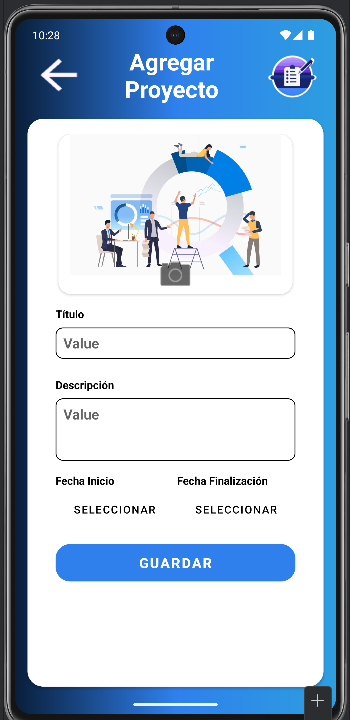 10:28
Agregar
Proyecto
Título
Value
Descripción
Value
Fecha Inicio Fecha Finalización
SELECCIONAR SELECCIONAR
GUARDAR